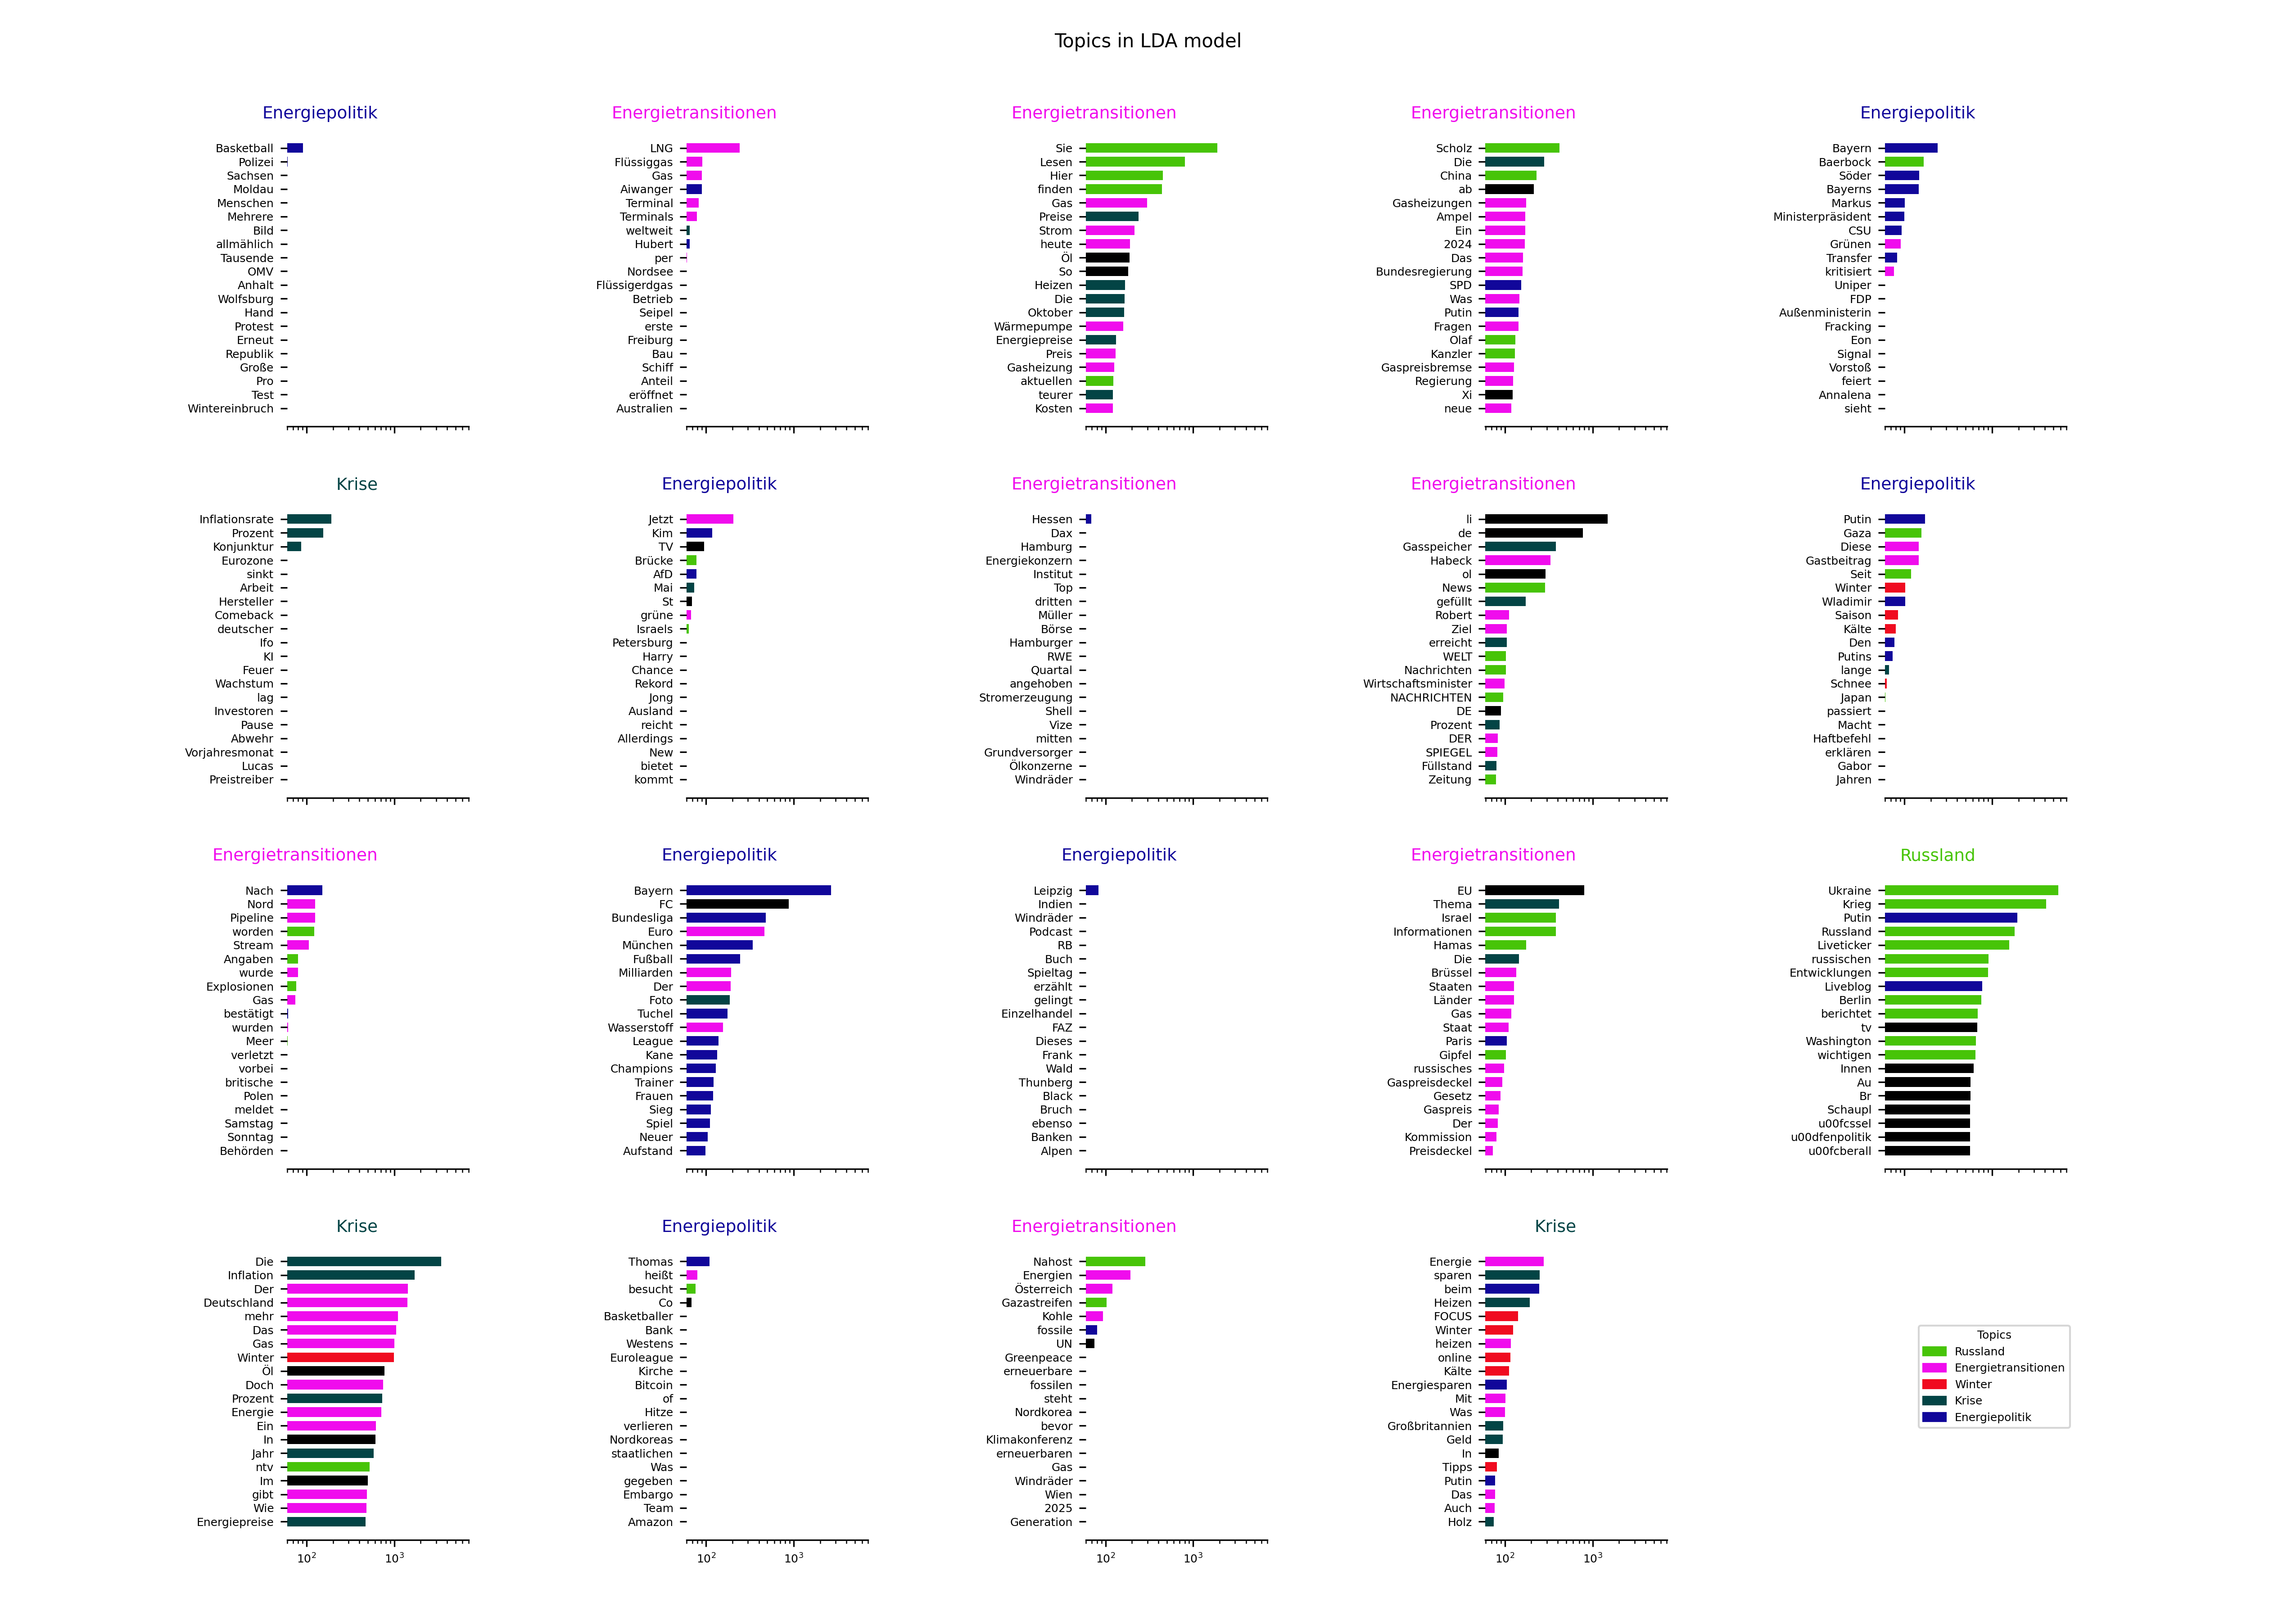 Topics in LDA model
Energiepolitik
Basketball
Polizei
Sachsen
Moldau
Menschen
Mehrere
Bild
allmählich
Tausende
OMV
Anhalt
Wolfsburg
Hand
Protest
Erneut
Republik
Große
Pro
Test
Wintereinbruch
Energietransitionen
LNG
Flüssiggas
Gas
Aiwanger
Terminal
Terminals
weltweit
Hubert
per
Nordsee
Flüssigerdgas
Betrieb
Seipel
erste
Freiburg
Bau
Schiff
Anteil
eröffnet
Australien
Energietransitionen
Sie
Lesen
Hier
finden
Gas
Preise
Strom
heute
Öl
So
Heizen
Die
Oktober
Wärmepumpe
Energiepreise
Preis
Gasheizung
aktuellen
teurer
Kosten
Energietransitionen
Scholz
Die
China
ab
Gasheizungen
Ampel
Ein
2024
Das
Bundesregierung
SPD
Was
Putin
Fragen
Olaf
Kanzler
Gaspreisbremse
Regierung
Xi
neue
Energiepolitik
Bayern
Baerbock
Söder
Bayerns
Markus
Ministerpräsident
CSU
Grünen
Transfer
kritisiert
Uniper
FDP
Außenministerin
Fracking
Eon
Signal
Vorstoß
feiert
Annalena
sieht
Krise
Inflationsrate
Prozent
Konjunktur
Eurozone
sinkt
Arbeit
Hersteller
Comeback
deutscher
Ifo
KI
Feuer
Wachstum
lag
Investoren
Pause
Abwehr
Vorjahresmonat
Lucas
Preistreiber
Energiepolitik
Jetzt
Kim
TV
Brücke
AfD
Mai
St
grüne
Israels
Petersburg
Harry
Chance
Rekord
Jong
Ausland
reicht
Allerdings
New
bietet
kommt
Energietransitionen
Hessen
Dax
Hamburg
Energiekonzern
Institut
Top
dritten
Müller
Börse
Hamburger
RWE
Quartal
angehoben
Stromerzeugung
Shell
Vize
mitten
Grundversorger
Ölkonzerne
Windräder
Energietransitionen
li
de
Gasspeicher
Habeck
ol
News
gefüllt
Robert
Ziel
erreicht
WELT
Nachrichten
Wirtschaftsminister
NACHRICHTEN
DE
Prozent
DER
SPIEGEL
Füllstand
Zeitung
Energiepolitik
Putin
Gaza
Diese
Gastbeitrag
Seit
Winter
Wladimir
Saison
Kälte
Den
Putins
lange
Schnee
Japan
passiert
Macht
Haftbefehl
erklären
Gabor
Jahren
Energietransitionen
Nach
Nord
Pipeline
worden
Stream
Angaben
wurde
Explosionen
Gas
bestätigt
wurden
Meer
verletzt
vorbei
britische
Polen
meldet
Samstag
Sonntag
Behörden
Energiepolitik
Bayern
FC
Bundesliga
Euro
München
Fußball
Milliarden
Der
Foto
Tuchel
Wasserstoff
League
Kane
Champions
Trainer
Frauen
Sieg
Spiel
Neuer
Aufstand
Energiepolitik
Leipzig
Indien
Windräder
Podcast
RB
Buch
Spieltag
erzählt
gelingt
Einzelhandel
FAZ
Dieses
Frank
Wald
Thunberg
Black
Bruch
ebenso
Banken
Alpen
Energietransitionen
EU
Thema
Israel
Informationen
Hamas
Die
Brüssel
Staaten
Länder
Gas
Staat
Paris
Gipfel
russisches
Gaspreisdeckel
Gesetz
Gaspreis
Der
Kommission
Preisdeckel
Russland
Ukraine
Krieg
Putin
Russland
Liveticker
russischen
Entwicklungen
Liveblog
Berlin
berichtet
tv
Washington
wichtigen
Innen
Au
Br
Schaupl
u00fcssel
u00dfenpolitik
u00fcberall
Krise
Die
Inflation
Der
Deutschland
mehr
Das
Gas
Winter
Öl
Doch
Prozent
Energie
Ein
In
Jahr
ntv
Im
gibt
Wie
Energiepreise
10² 10³
Energiepolitik
Thomas
heißt
besucht
Co
Basketballer
Bank
Westens
Euroleague
Kirche
Bitcoin
of
Hitze
verlieren
Nordkoreas
staatlichen
Was
gegeben
Embargo
Team
Amazon
10² 10³
Energietransitionen
Nahost
Energien
Österreich
Gazastreifen
Kohle
fossile
UN
Greenpeace
erneuerbare
fossilen
steht
Nordkorea
bevor
Klimakonferenz
erneuerbaren
Gas
Windräder
Wien
2025
Generation
10² 10³
Krise
Energie
sparen
beim
Heizen
FOCUS
Winter
heizen
online
Kälte
Energiesparen
Mit
Was
Großbritannien
Geld
In
Tipps
Putin
Das
Auch
Holz
10² 10³
Topics
Russland
Energietransitionen
Winter
Krise
Energiepolitik